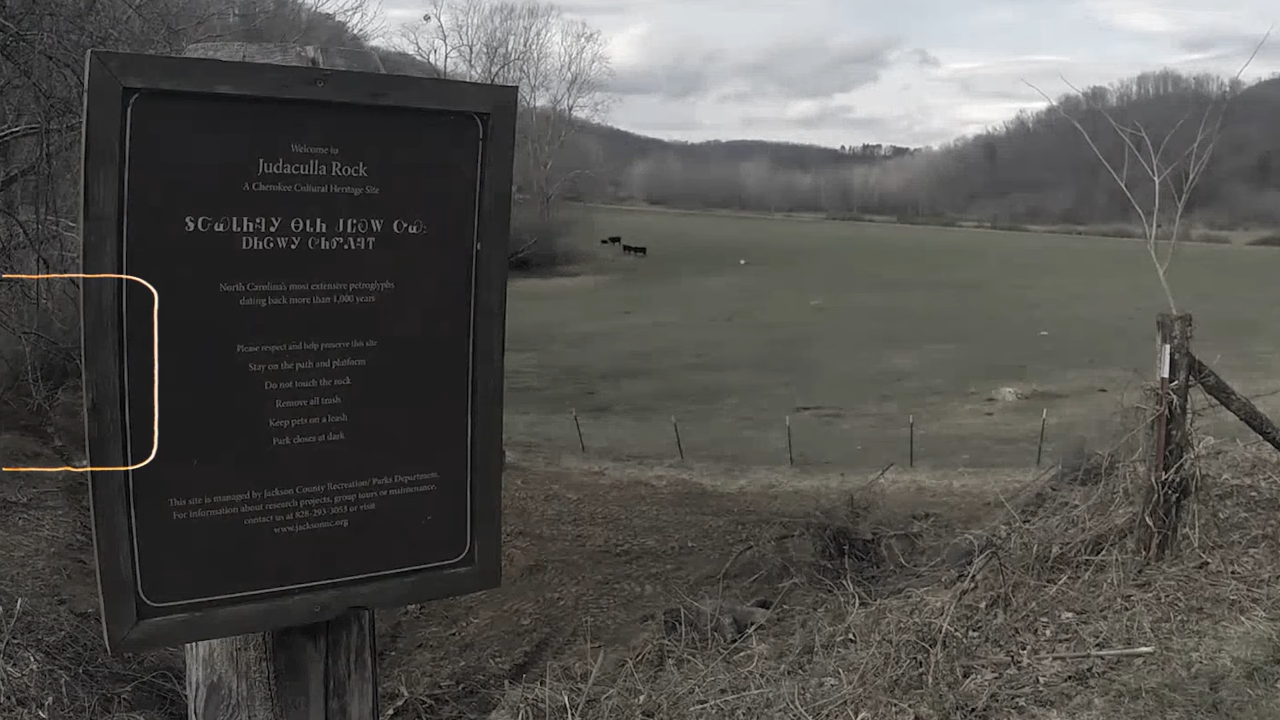 Welcome to
Judaculla Rock
A Cherokee Cultural Heritage Site
North Carolina's most extensive petroglyphs
dating back more than 1,000 years
Please respect and help preserve this site
Stay on the path and platform
Do not touch the rock
Remove all trash
Keep pets on a leash
Park closes at dark
This site is managed by Jackson County Recreation/ Parks Department.
For information about research projects, group tours or maintenance,
contact us at 828-293-3053 or visit
www.jacksonnc.org